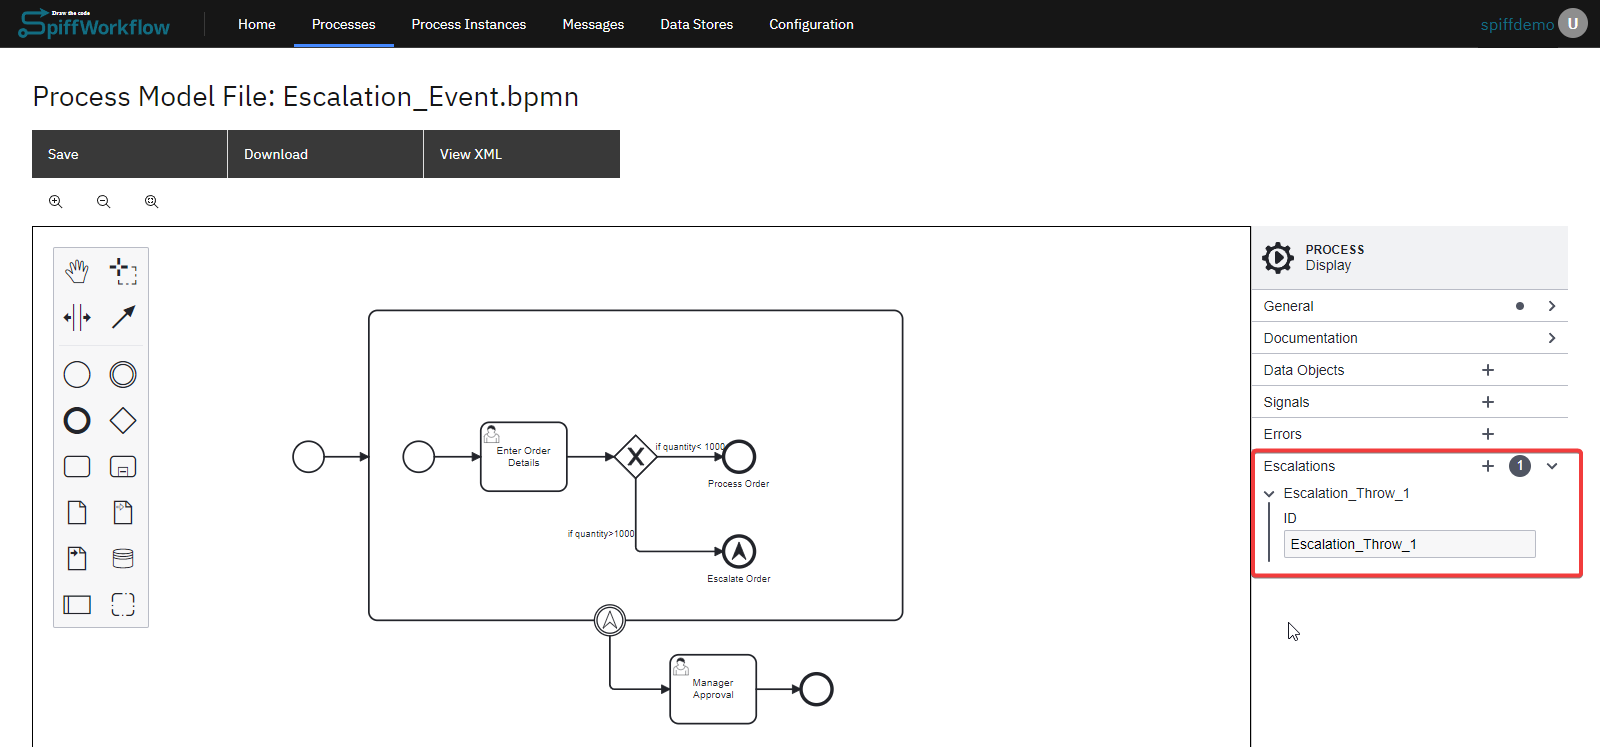 Draw the code
SpiffWorkflow
Home
Processes
Process Instances
Messages
Data Stores
Configuration
spiffdemo
U
Process Model File: Escalation_Event.bpmn
Save
Download
View XML
PROCESS
Display
General
Documentation
Data Objects
Signals
Errors
Escalations
1
Escalation_Throw_1
ID
Escalation_Throw_1
Enter Order
Details
if quantity< 1000
Process Order
if quantity>1000
Escalate Order
Manager
Approval